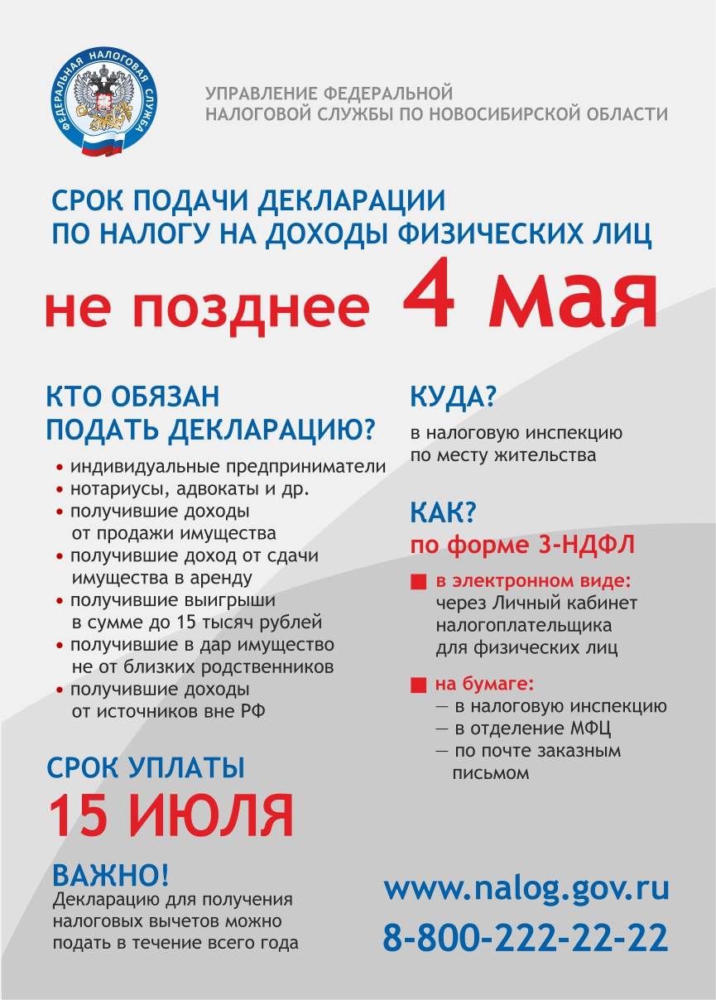 ФЕДЕРАЛЬНАЯ НАЛОГОВАЯ СЛУЖБА
УПРАВЛЕНИЕ ФЕДЕРАЛЬНОЙ
НАЛОГОВОЙ СЛУЖБЫ ПО НОВОСИБИРСКОЙ ОБЛАСТИ
СРОК ПОДАЧИ ДЕКЛАРАЦИИ
ПО НАЛОГУ НА ДОХОДЫ ФИЗИЧЕСКИХ ЛИЦ
не позднее 4 мая
КТО ОБЯЗАН
ПОДАТЬ ДЕКЛАРАЦИЮ?
• индивидуальные предприниматели
• нотариусы, адвокаты и др.
• получившие доходы
от продажи имущества
• получившие доход от сдачи
имущества в аренду
• получившие выигрыши
в сумме до 15 тысяч рублей
• получившие в дар имущество
не от близких родственников
• получившие доходы
от источников вне РФ
СРОК УПЛАТЫ
15 ИЮЛЯ
ВАЖНО!
Декларацию для получения
налоговых вычетов можно
подать в течение всего года
КУДА?
в налоговую инспекцию
по месту жительства
КАК?
по форме 3-НДФЛ
■ в электронном виде:
через Личный кабинет
налогоплательщика
для физических лиц
■ на бумаге:
— в налоговую инспекцию
— в отделение МФЦ
— по почте заказным
письмом
www.nalog.gov.ru
8-800-222-22-22